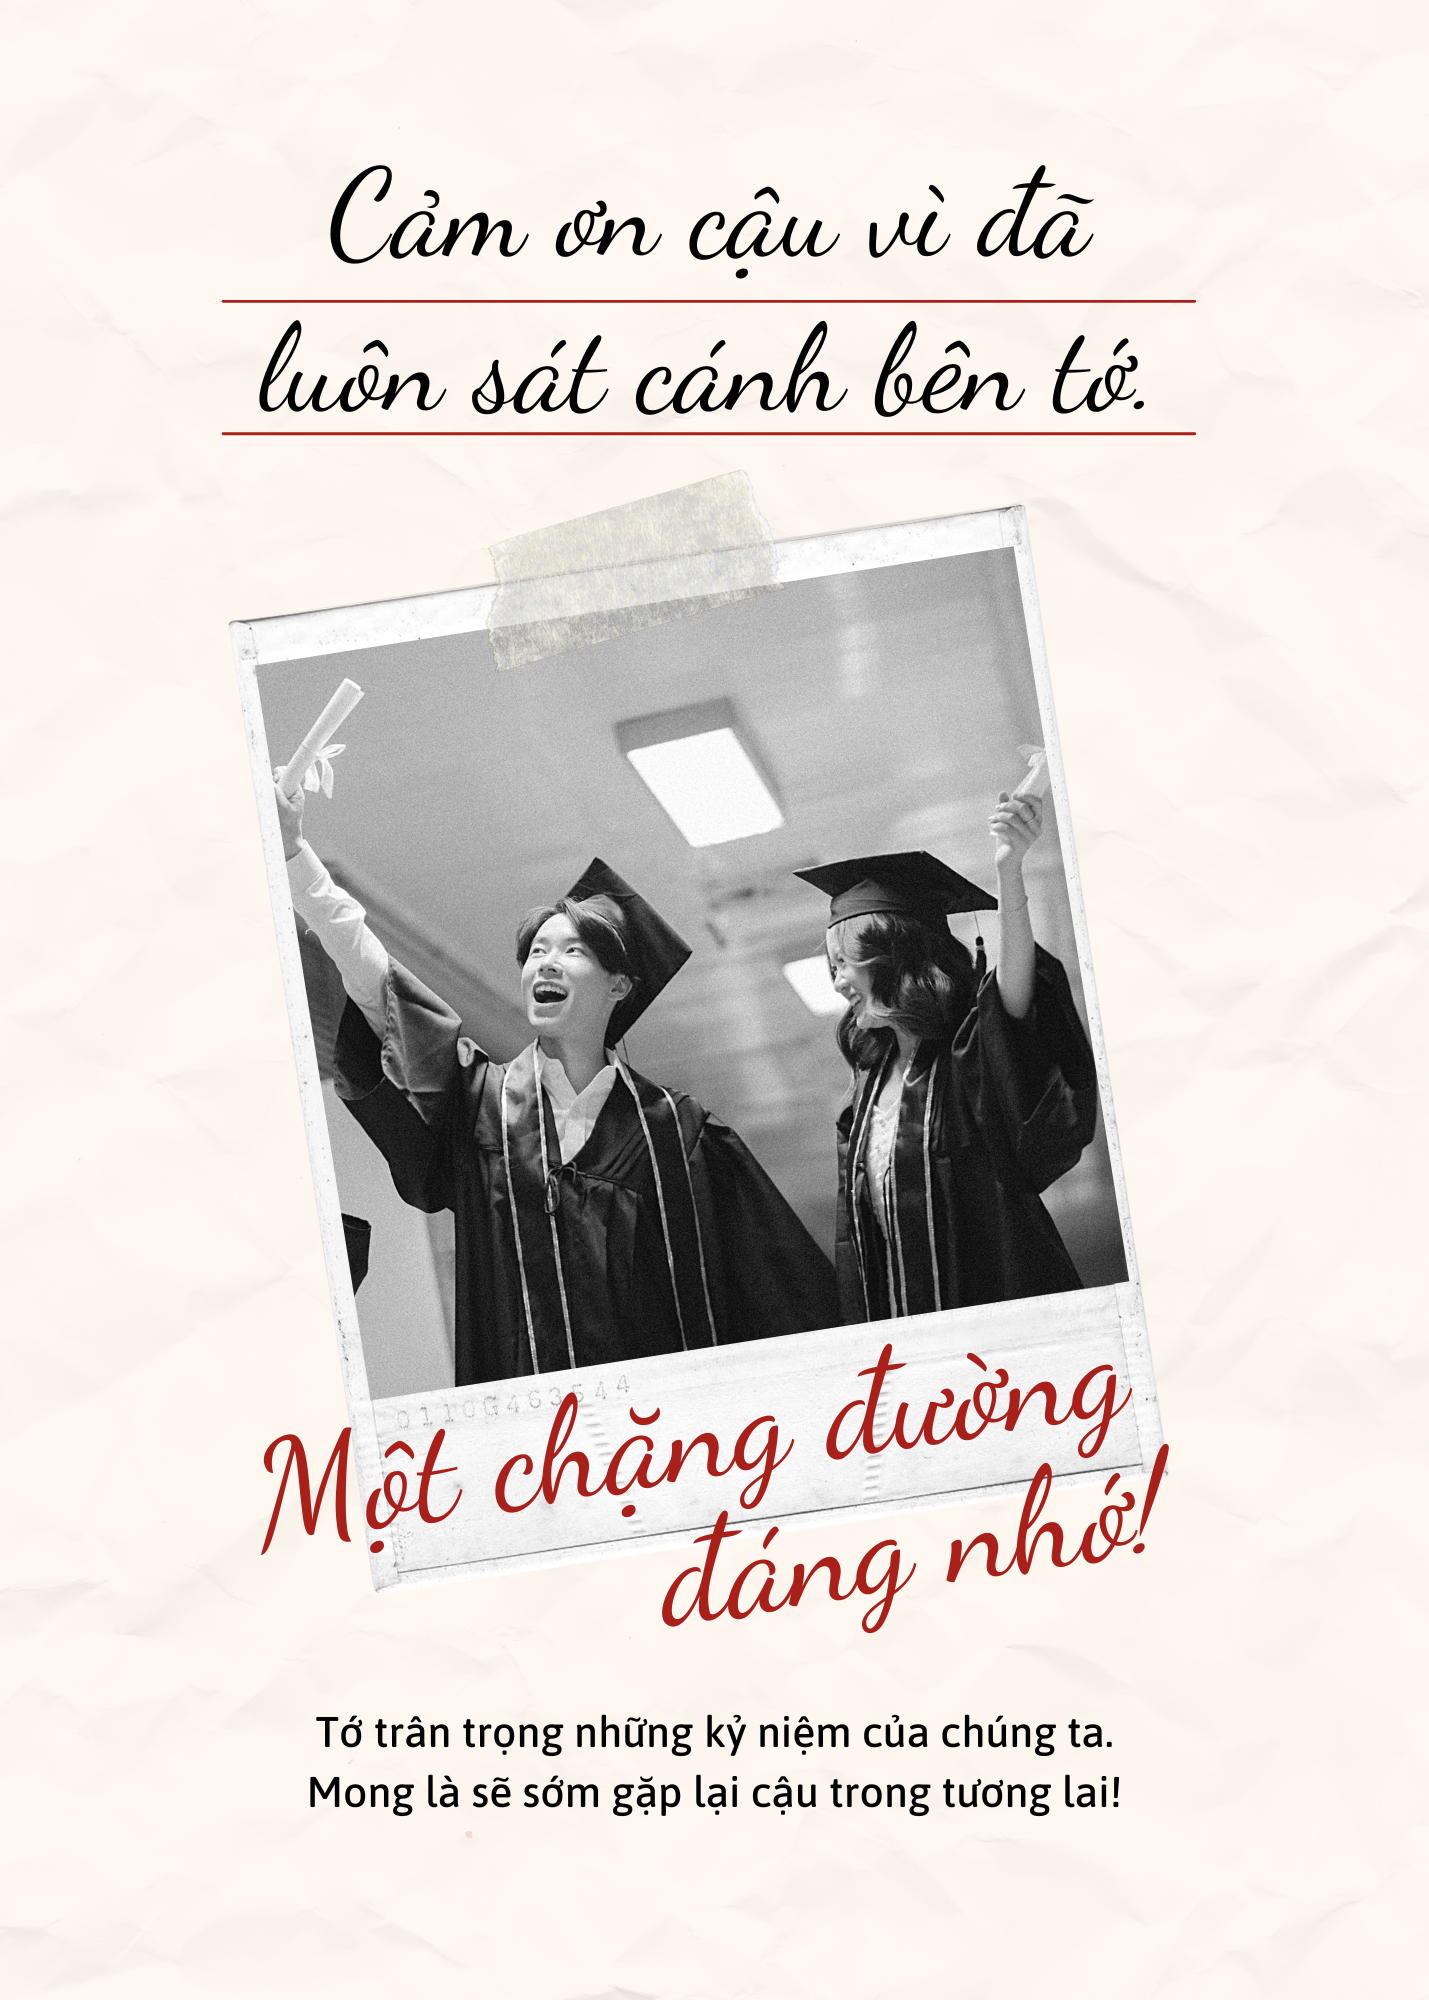 Cảm ơn cậu vì đã
luôn sát cánh bên tớ.
0110G463544
Một chặng đường
đáng nhớ!
Tớ trân trọng những kỷ niệm của chúng ta.
Mong là sẽ sớm gặp lại cậu trong tương lai!